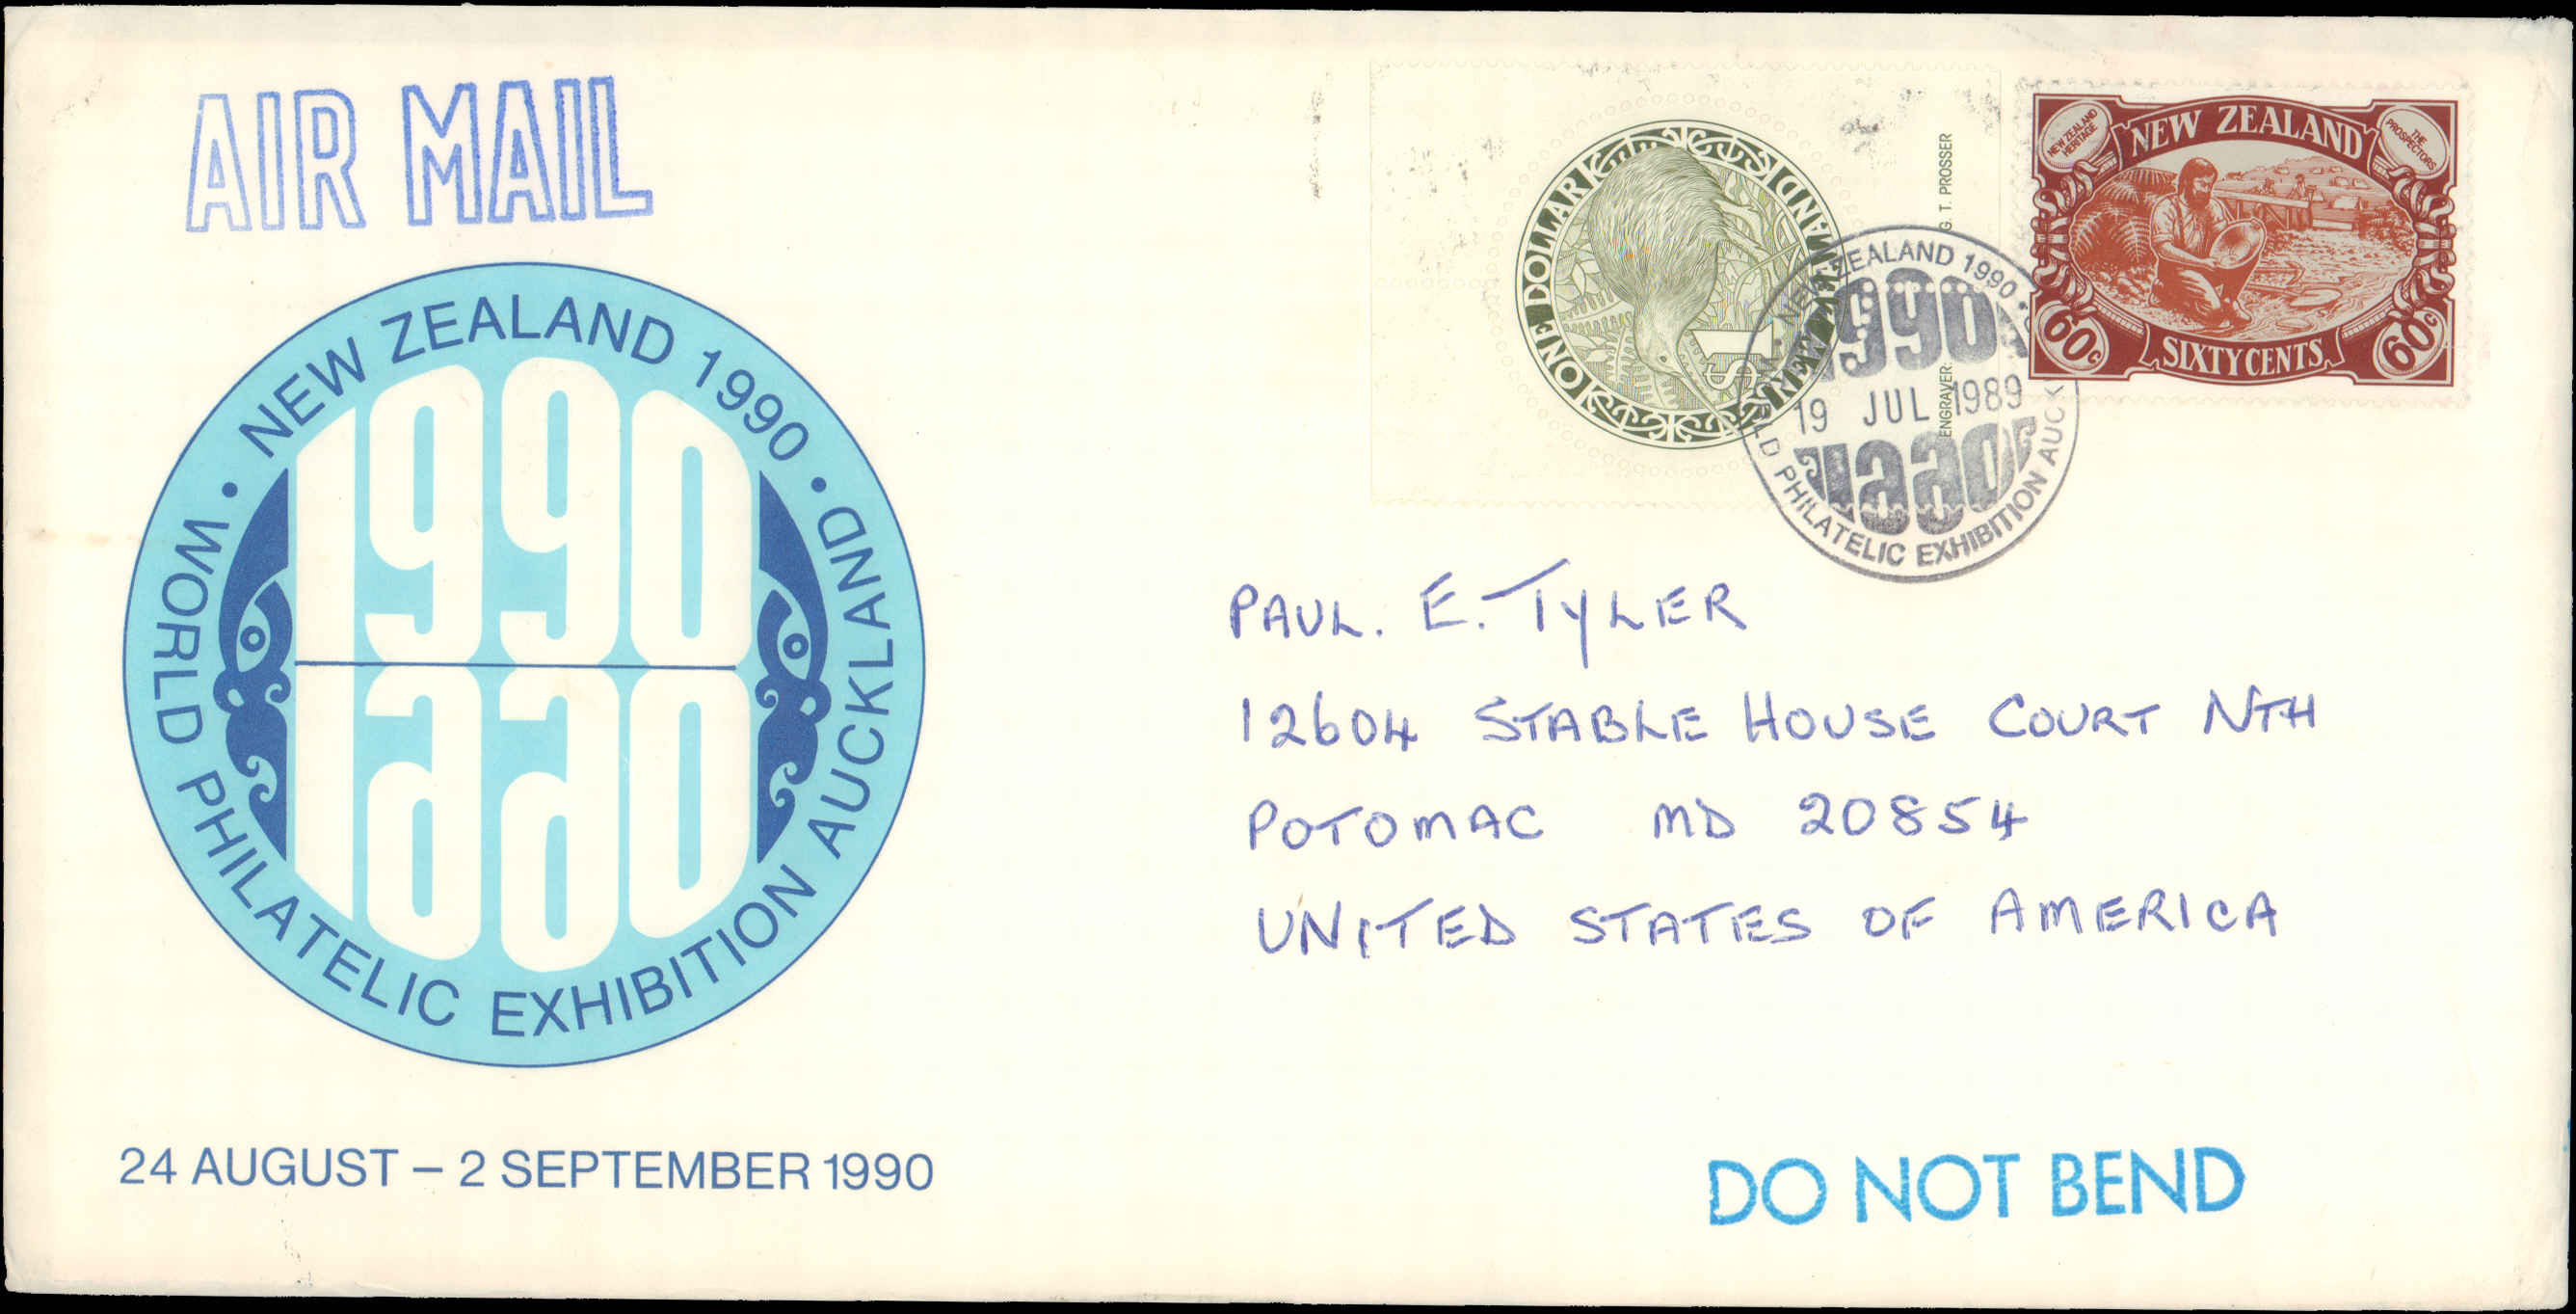 AIR MAIL
• NEW ZEALAND 1990 •
WORLD PHILATELIC EXHIBITION AUCKLAND
1990
1990
24 AUGUST – 2 SEPTEMBER 1990
ONE DOLLAR
NEW ZEALAND
$1
ENGRAVER: G. T. PROSSER
NEW ZEALAND 1990 •
1990
19 JUL 1989
1990
WORLD PHILATELIC EXHIBITION AUCK
NEW ZEALAND HERITAGE
NEW ZEALAND
THE PROSPECTORS
60c
SIXTY CENTS
60c
PAUL. E. TYLER
12604 STABLE HOUSE COURT NTH
POTOMAC MD 20854
UNITED STATES OF AMERICA
DO NOT BEND